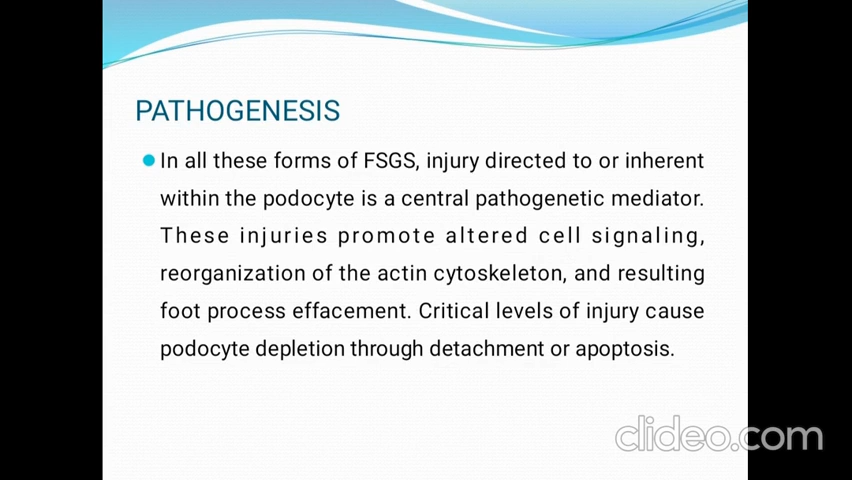 PATHOGENESIS
In all these forms of FSGS, injury directed to or inherent
within the podocyte is a central pathogenetic mediator.
These injuries promote altered cell signaling,
reorganization of the actin cytoskeleton, and resulting
foot process effacement. Critical levels of injury cause
podocyte depletion through detachment or apoptosis.
clideo.com